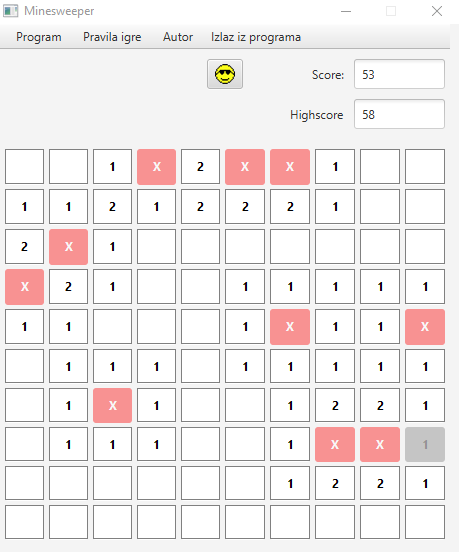 Minesweeper
Program Pravila igre Autor Izlaz iz programa
Score: 53
Highscore 58
1 X 2 X X 1
1 1 2 1 2 2 2 1
2 X 1
X 2 1 1 1 1 1 1
1 1 1 X 1 1 X
1 1 1 1 1 1 1 1
1 X 1 1 2 2 1
1 1 1 1 X X 1
1 2 2 1